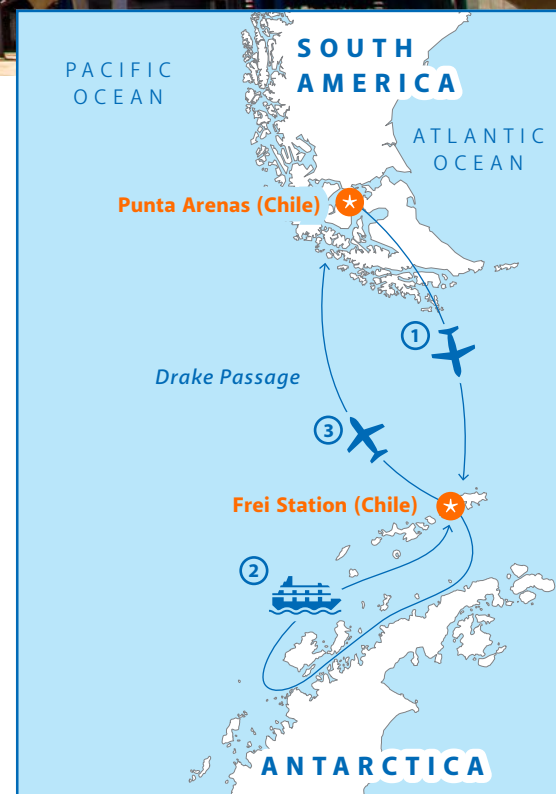 SOUTH
AMERICA
PACIFIC
OCEAN
ATLANTIC
OCEAN
Punta Arenas (Chile)
1
Drake Passage
3
Frei Station (Chile)
2
ANTARCTICA